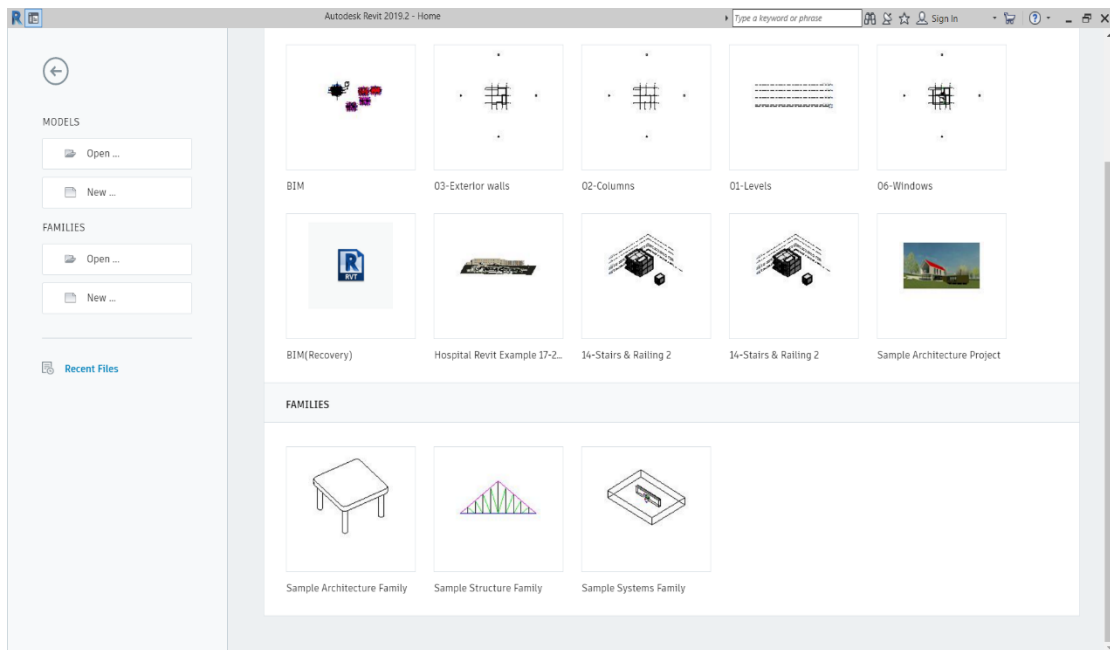 Autodesk Revit 2019.2 - Home
Type a keyword or phrase
Sign In
MODELS
Open ...
New ...
FAMILIES
Open ...
New ...
Recent Files
BIM
03-Exterior walls
02-Columns
01-Levels
06-Windows
RVT
BIM(Recovery)
Hospital Revit Example 17-2...
14-Stairs & Railing 2
14-Stairs & Railing 2
Sample Architecture Project
FAMILIES
Sample Architecture Family
Sample Structure Family
Sample Systems Family